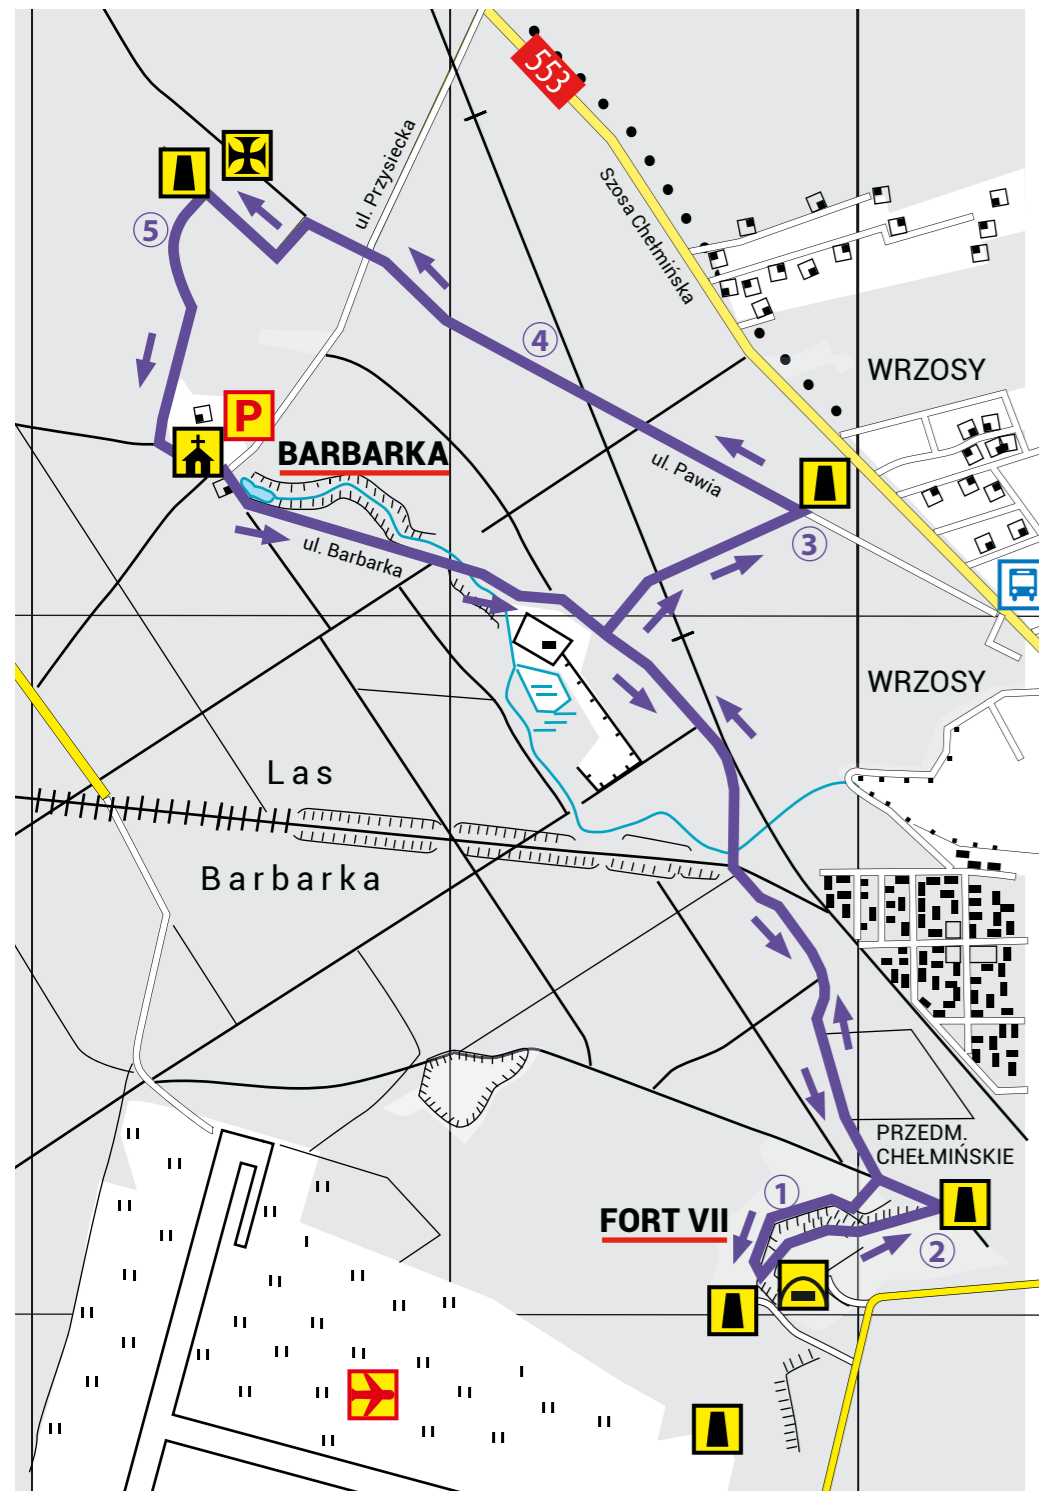 553
ul. Przysiecka
Szosa Chełmińska
5
4
WRZOSY
P
BARBARKA
ul. Pawia
3
ul. Barbarka
WRZOSY
Las
Barbarka
PRZEDM.
CHEŁMIŃSKIE
1
FORT VII
2